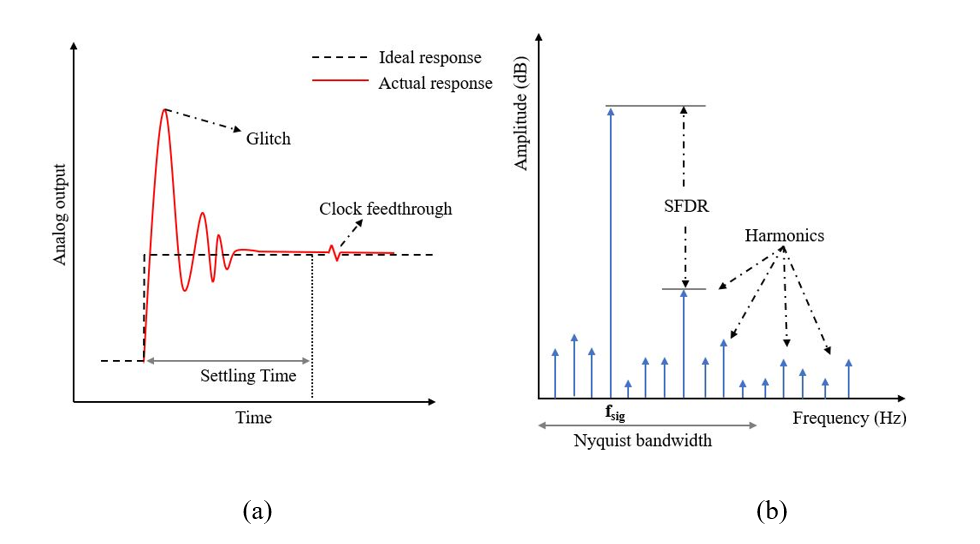 Ideal response
Actual response
Glitch
Clock feedthrough
Analog output
Settling Time
Time
(a)
Amplitude (dB)
SFDR
Harmonics
fsig
Frequency (Hz)
Nyquist bandwidth
(b)